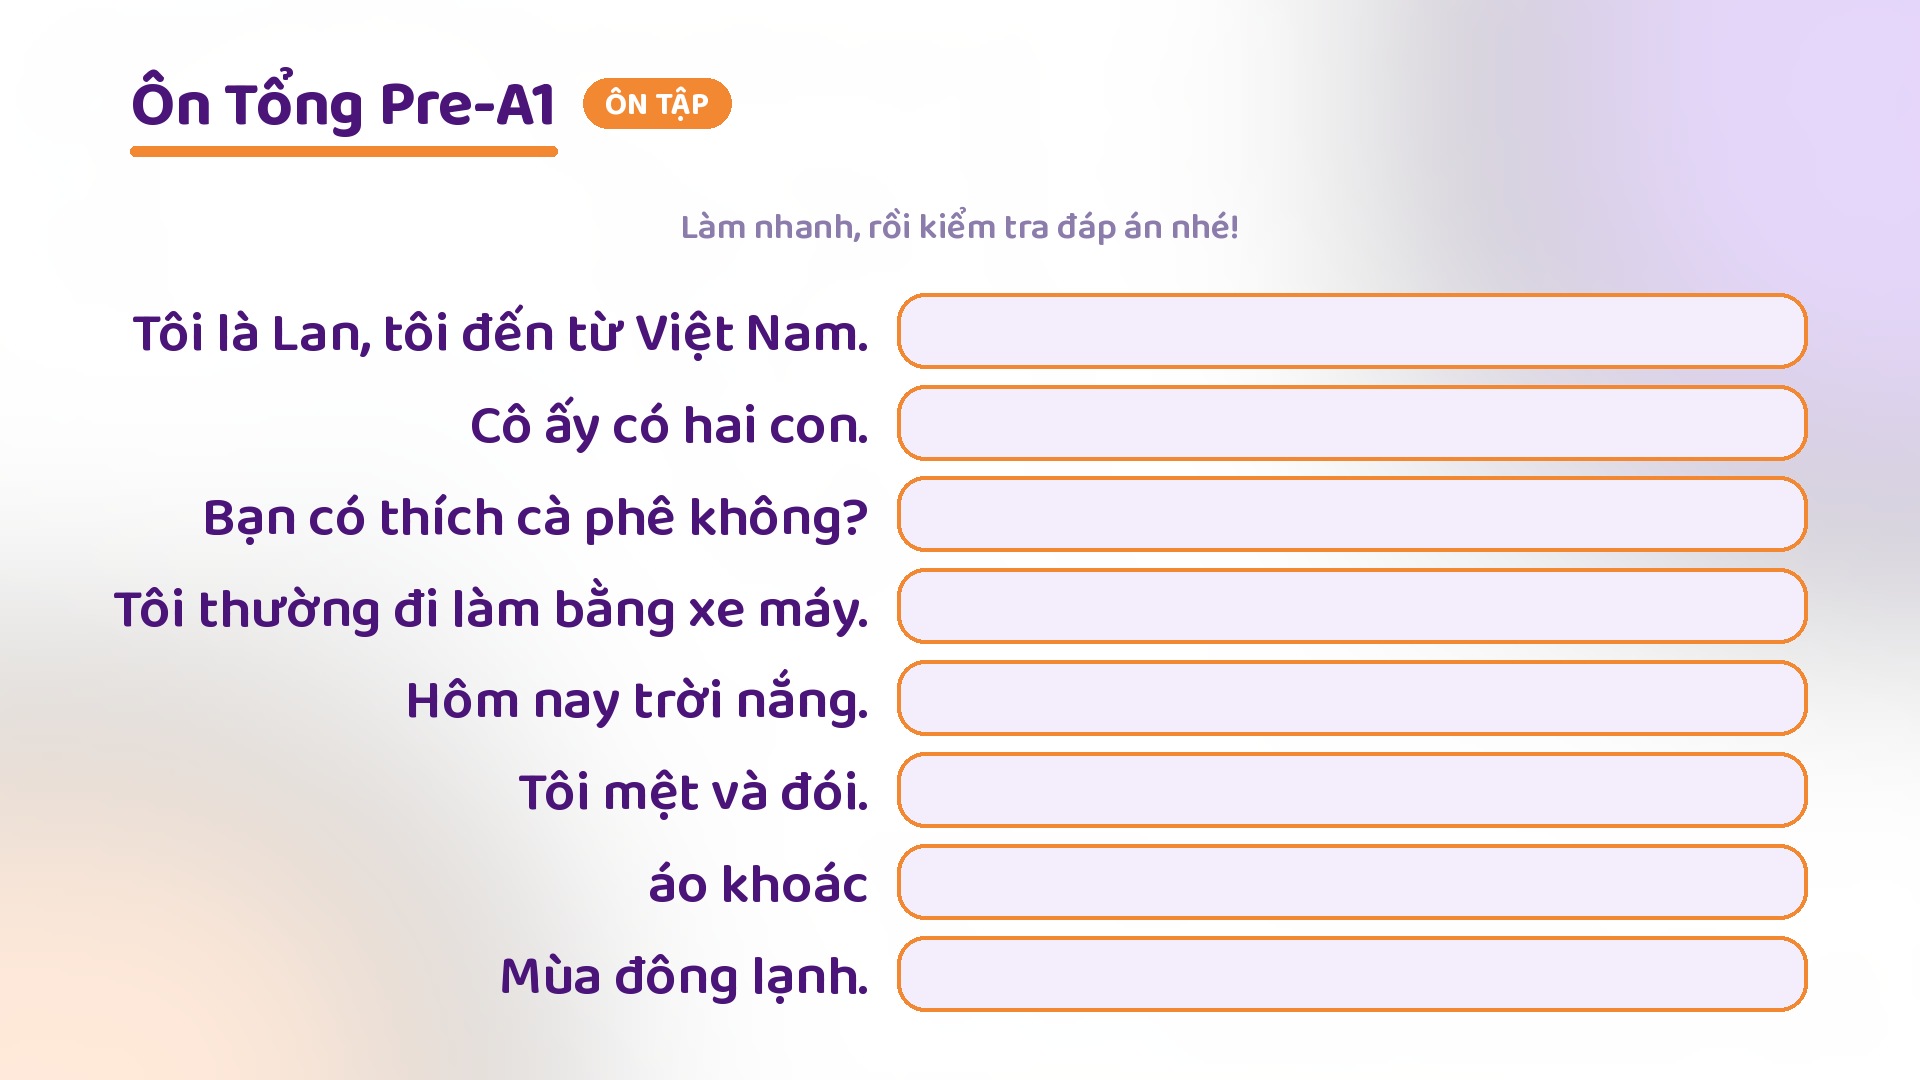 Ôn Tổng Pre-A1
ÔN TẬP
Làm nhanh, rồi kiểm tra đáp án nhé!
Tôi là Lan, tôi đến từ Việt Nam.
Cô ấy có hai con.
Bạn có thích cà phê không?
Tôi thường đi làm bằng xe máy.
Hôm nay trời nắng.
Tôi mệt và đói.
áo khoác
Mùa đông lạnh.